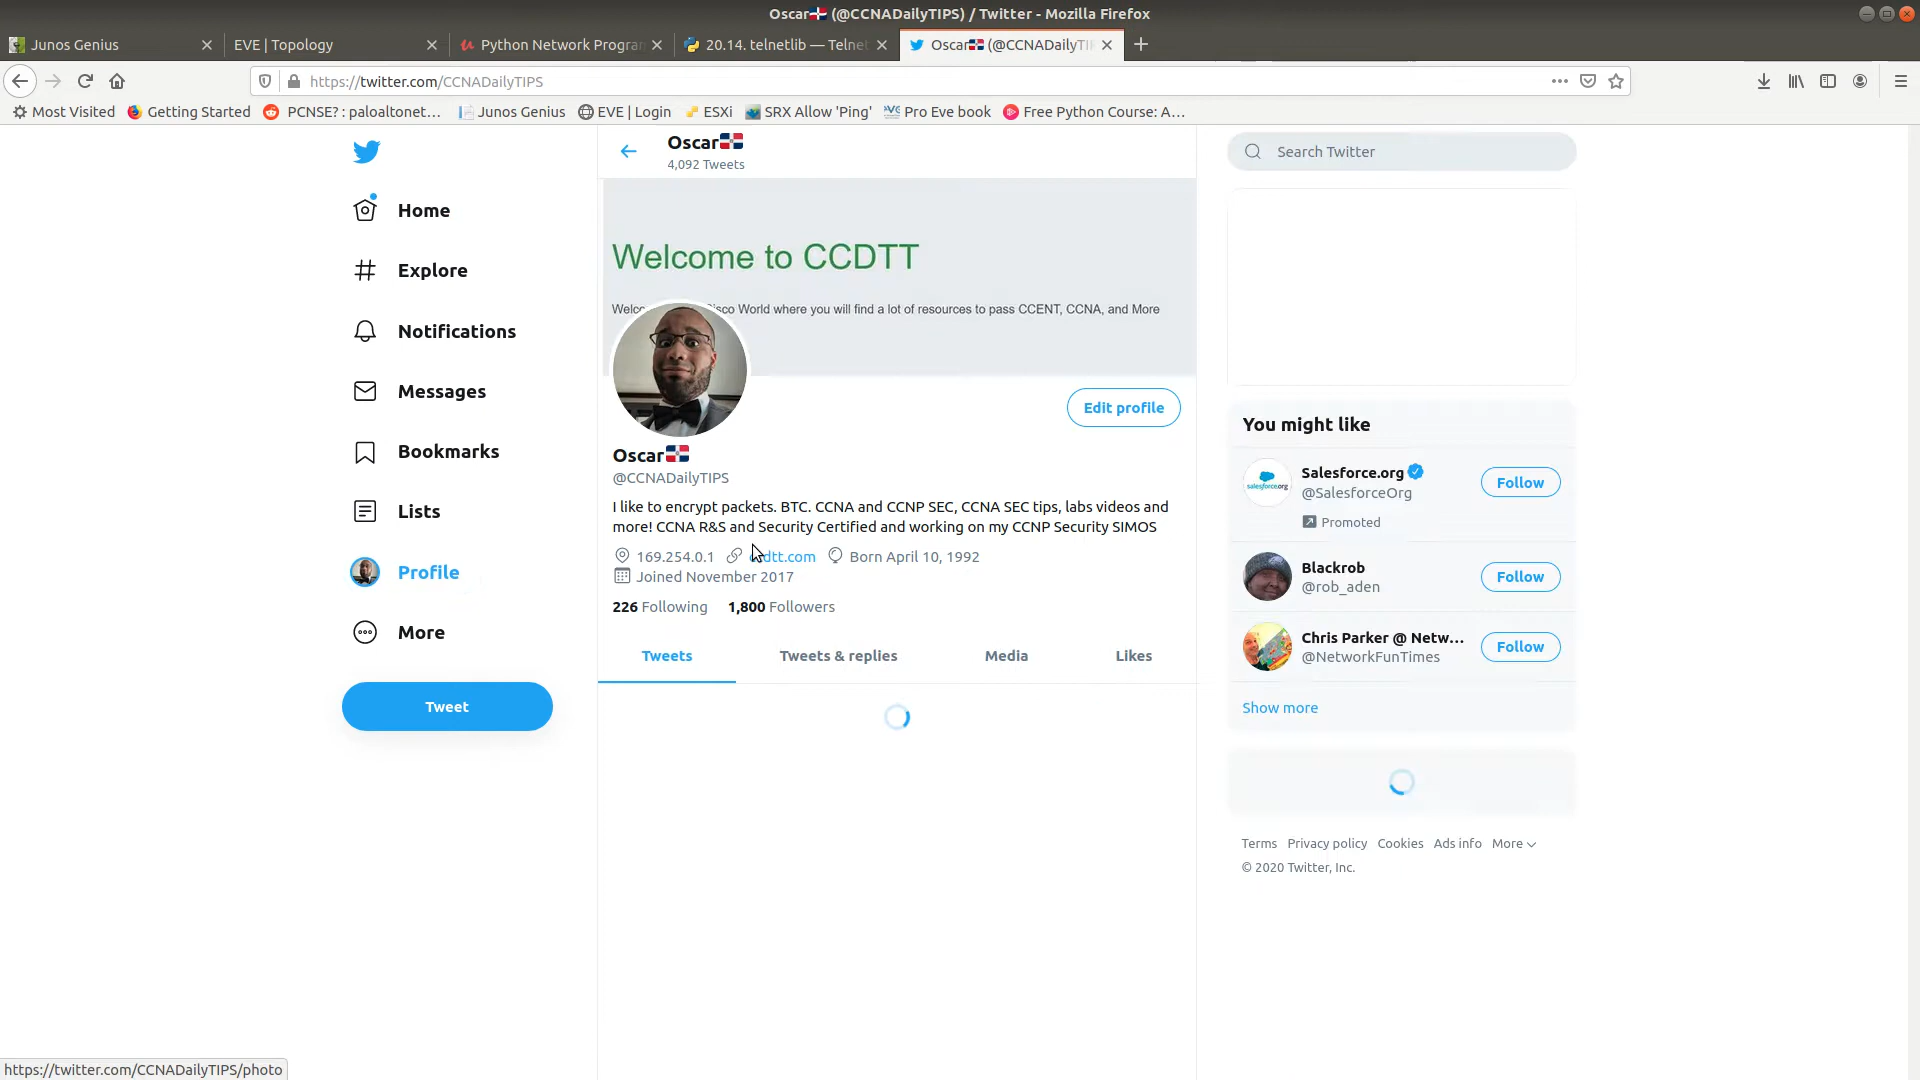 Oscar (@CCNADailyTIPS) / Twitter - Mozilla Firefox
Junos Genius
EVE | Topology
Python Network Progra
20.14. telnetlib — Telne
Oscar (@CCNADailyTI
https://twitter.com/CCNADailyTIPS
Most Visited
Getting Started
PCNSE? : paloaltonet…
Junos Genius
EVE | Login
ESXi
SRX Allow 'Ping'
Pro Eve book
Free Python Course: A…
Oscar
4,092 Tweets
Search Twitter
Home
Explore
Notifications
Messages
Bookmarks
Lists
Profile
More
Tweet
Welcome to CCDTT
isco World where you will find a lot of resources to pass CCENT, CCNA, and More
Edit profile
Oscar
@CCNADailyTIPS
I like to encrypt packets. BTC. CCNA and CCNP SEC, CCNA SEC tips, labs videos and
more! CCNA R&S and Security Certified and working on my CCNP Security SIMOS
169.254.0.1 ccdtt.com Born April 10, 1992
Joined November 2017
226 Following 1,800 Followers
Tweets
Tweets & replies
Media
Likes
You might like
Salesforce.org
@SalesforceOrg
Promoted
Follow
salesforce.org
Blackrob
@rob_aden
Follow
Chris Parker @ Netw…
@NetworkFunTimes
Follow
Show more
Terms Privacy policy Cookies Ads info More
© 2020 Twitter, Inc.
https://twitter.com/CCNADailyTIPS/photo